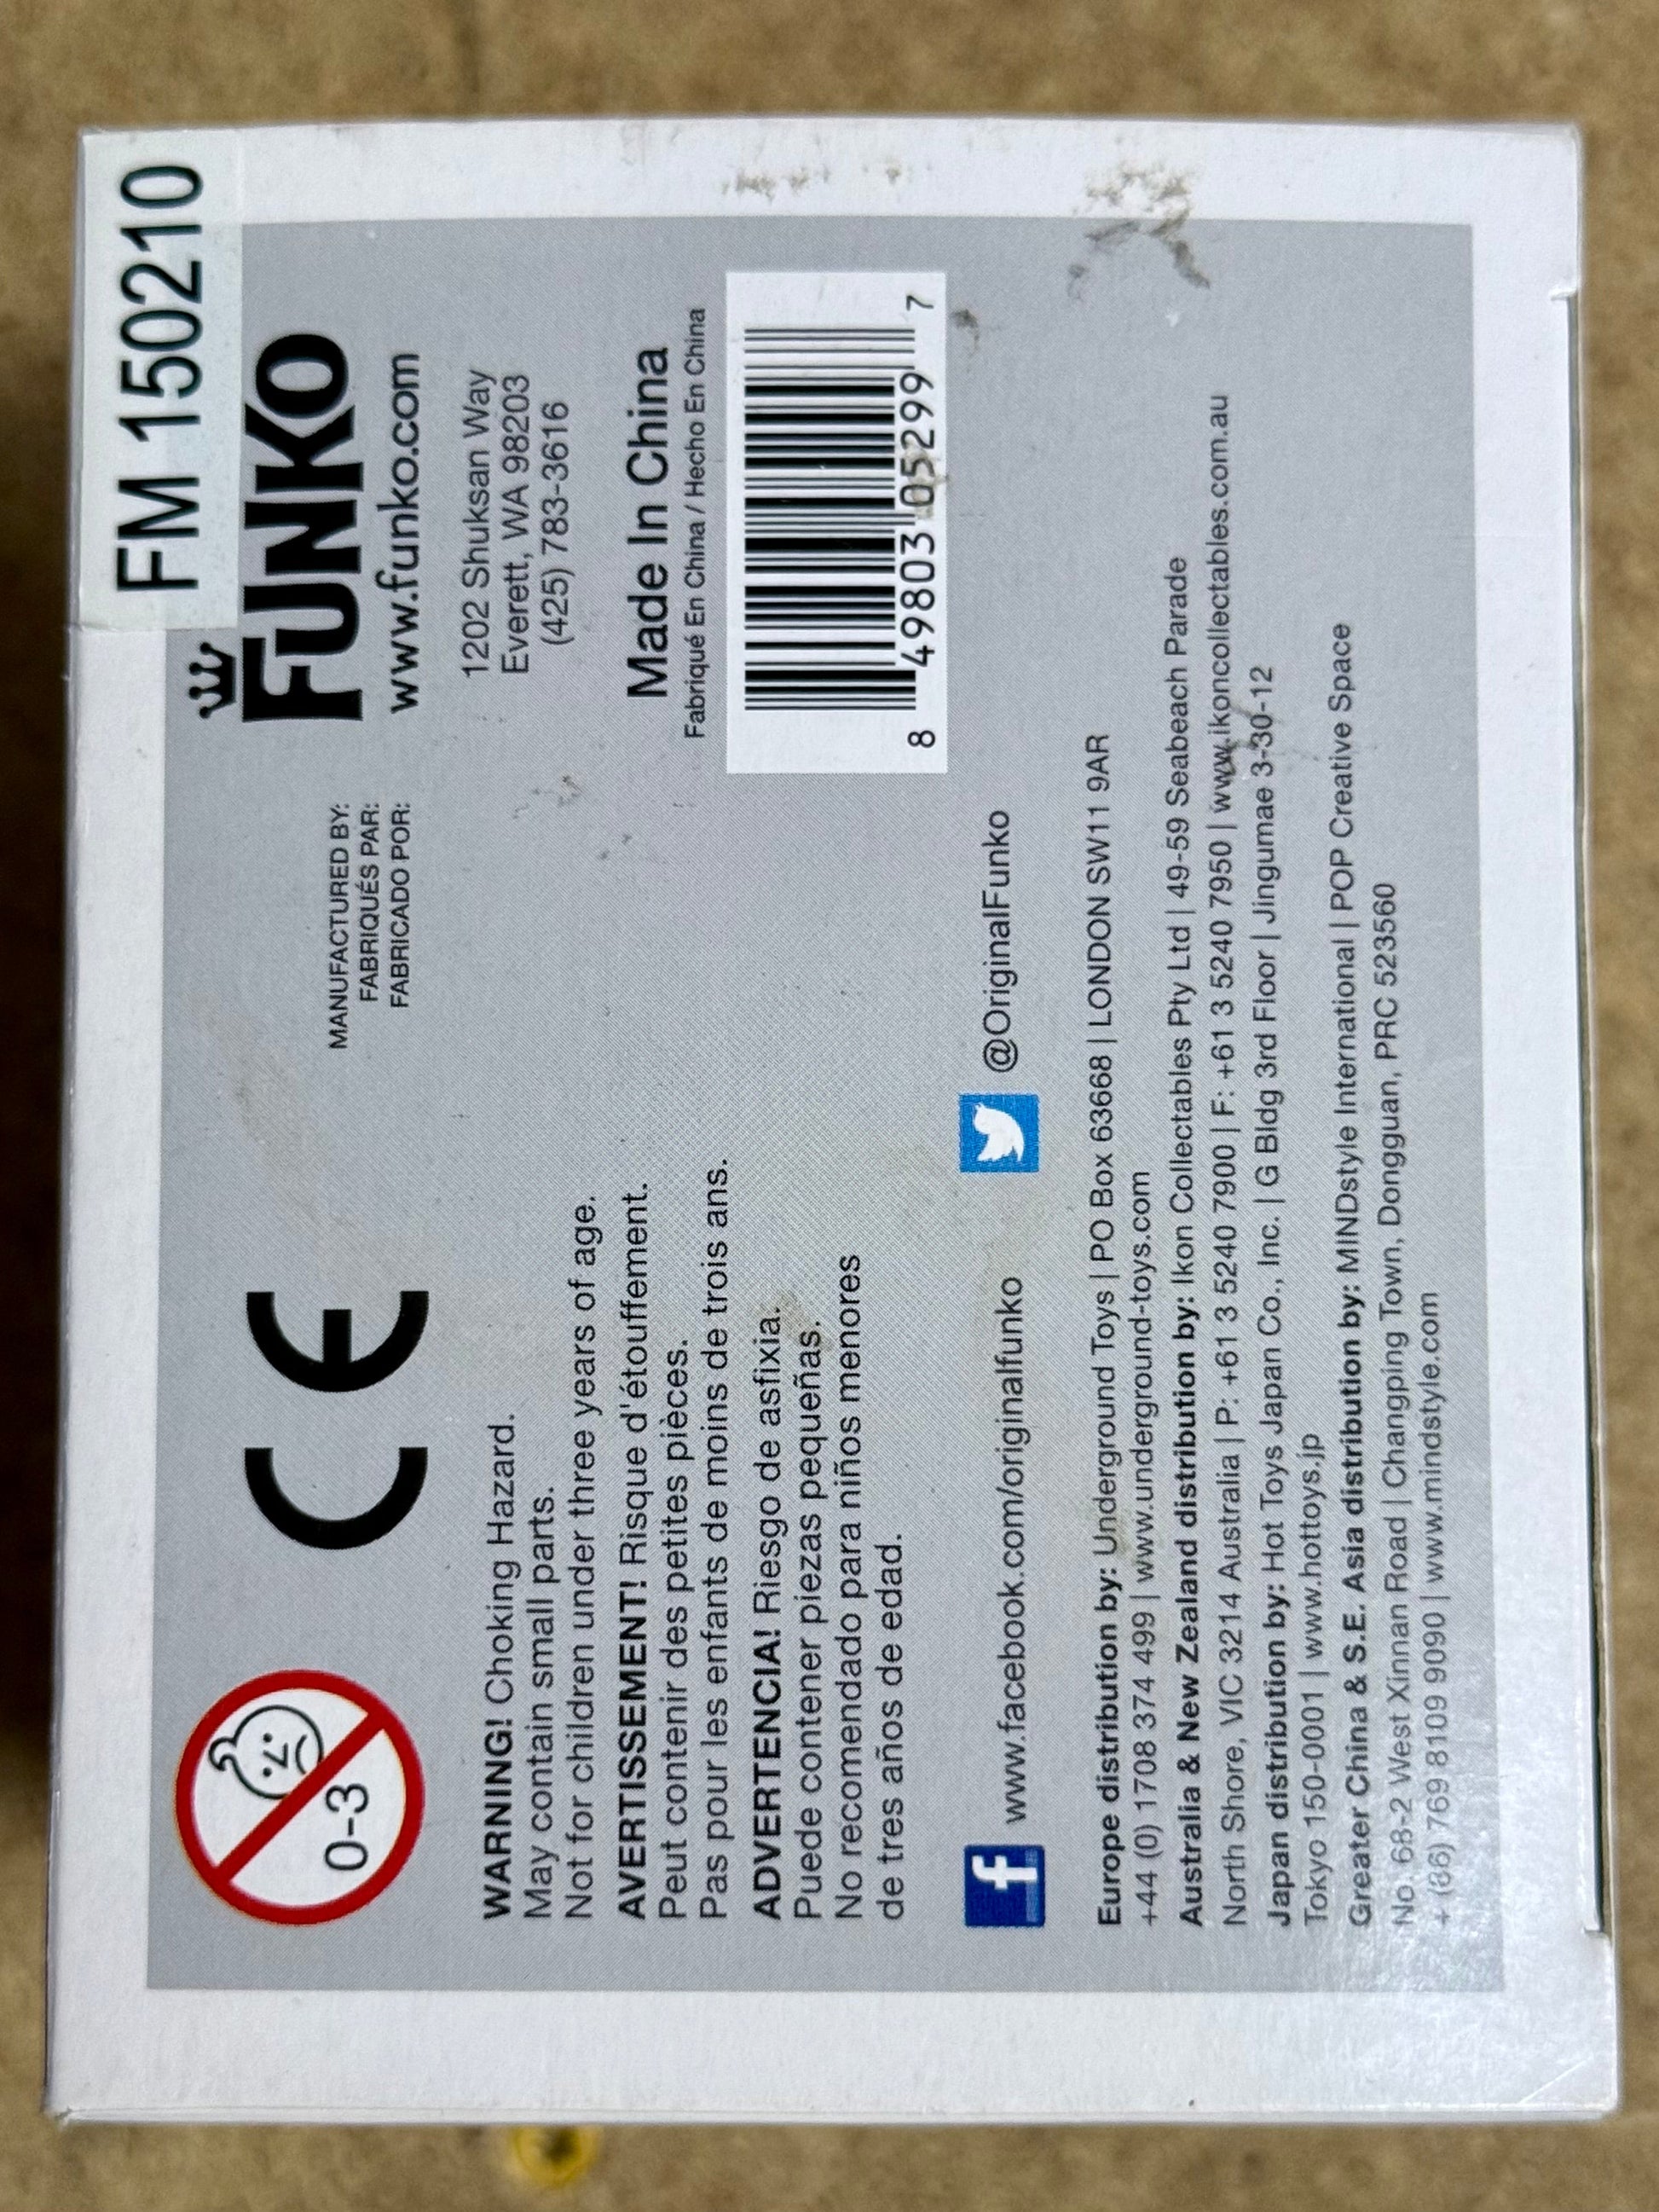 FM 150210
0-3
CE
MANUFACTURED BY:
FABRIQUÉS PAR:
FABRICADO POR:
FUNKO
www.funko.com
1202 Shuksan Way
Everett, WA 98203
(425) 783-3616
Made In China
Fabriqué En China / Hecho En China
8 49803 05299 7
WARNING! Choking Hazard.
May contain small parts.
Not for children under three years of age.
AVERTISSEMENT! Risque d'étouffement.
Peut contenir des petites pièces.
Pas pour les enfants de moins de trois ans.
ADVERTENCIA! Riesgo de asfixia.
Puede contener piezas pequeñas.
No recomendado para niños menores
de tres años de edad.
f www.facebook.com/originalfunko @OriginalFunko
Europe distribution by: Underground Toys | PO Box 63668 | LONDON SW11 9AR
+44 (0) 1708 374 499 | www.underground-toys.com
Australia & New Zealand distribution by: Ikon Collectables Pty Ltd | 49-59 Seabeach Parade
North Shore, VIC 3214 Australia | P: +61 3 5240 7900 | F: +61 3 5240 7950 | www.ikoncollectables.com.au
Japan distribution by: Hot Toys Japan Co., Inc. | G Bldg 3rd Floor | Jingumae 3-30-12
Tokyo 150-0001 | www.hottoys.jp
Greater China & S.E. Asia distribution by: MINDstyle International | POP Creative Space
No. 68-2 West Xinnan Road | Changping Town, Dongguan, PRC 523560
+ (86) 769 8109 9090 | www.mindstyle.com